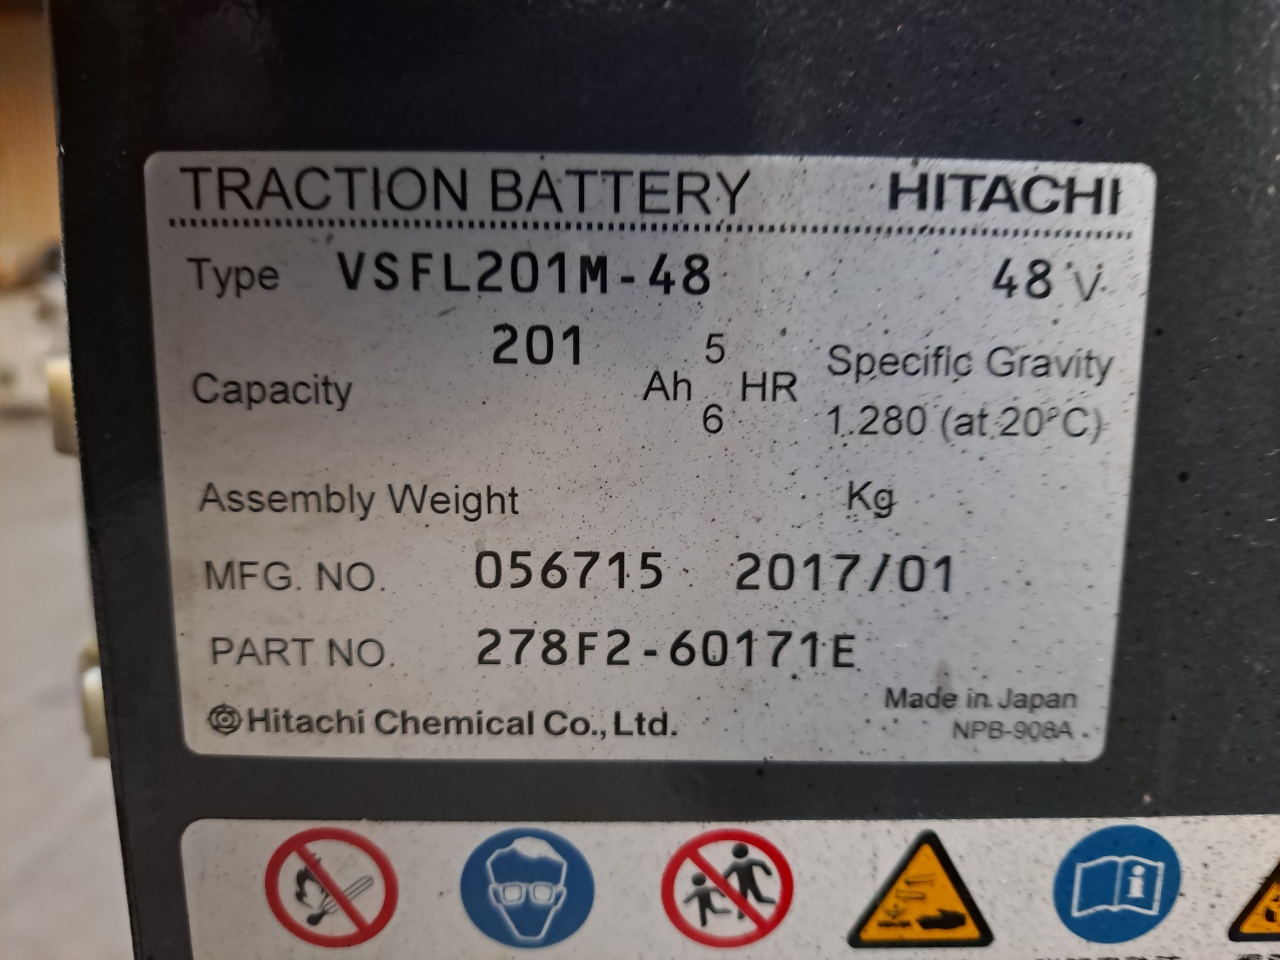 TRACTION BATTERY HITACHI
Type VSFL201M-48 48 V
201 5
Capacity Ah HR Specific Gravity
6 1.280 (at 20°C)
Assembly Weight Kg
MFG. NO. 056715 2017/01
PART NO. 278F2-60171E
Made in Japan
Hitachi Chemical Co., Ltd. NPB-908A